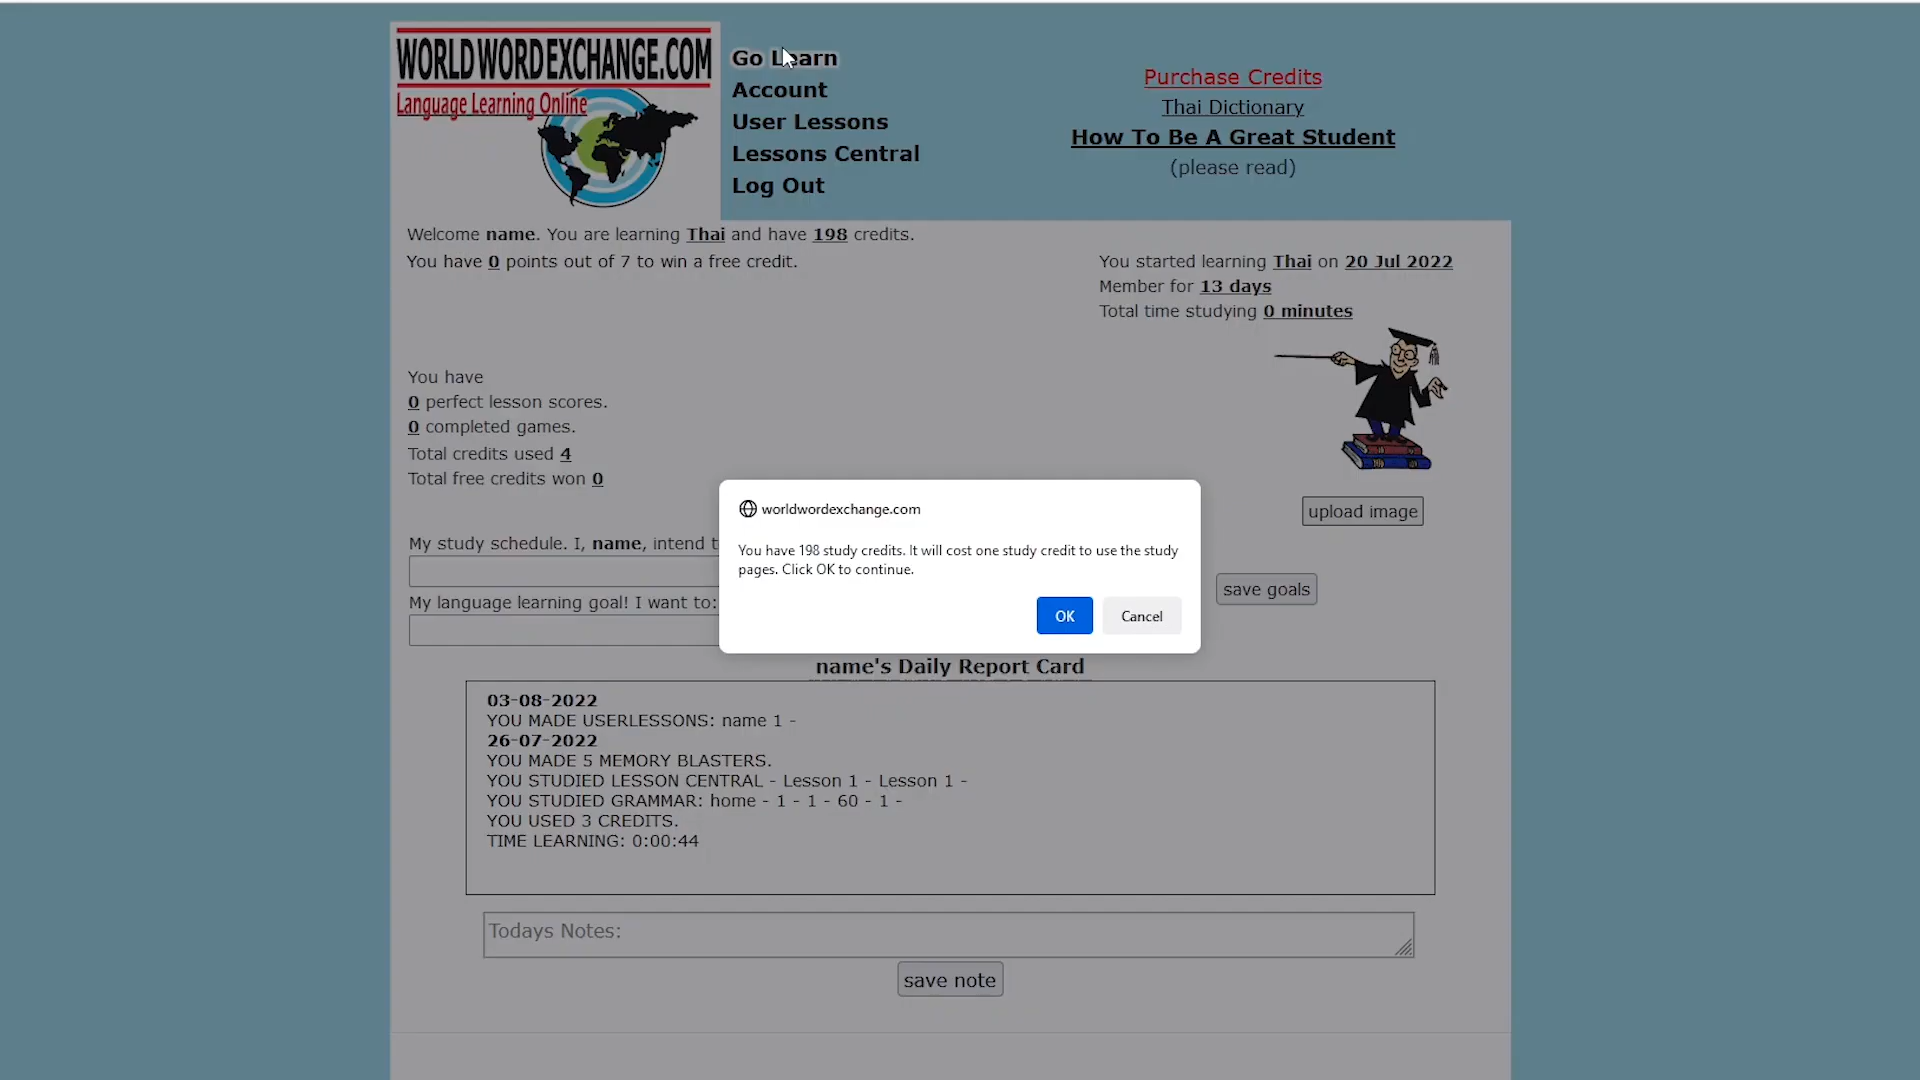 WORLDWORDEXCHANGE.COM
Language Learning Online
Go Learn
Account
User Lessons
Lessons Central
Log Out
Purchase Credits
Thai Dictionary
How To Be A Great Student
(please read)
Welcome name. You are learning Thai and have 198 credits.
You have 0 points out of 7 to win a free credit.
You started learning Thai on 20 Jul 2022
Member for 13 days
Total time studying 0 minutes
You have
0 perfect lesson scores.
0 completed games.
Total credits used 4
Total free credits won 0
upload image
My study schedule. I, name, intend
My language learning goal! I want to:
save goals
worldwordexchange.com
You have 198 study credits. It will cost one study credit to use the study
pages. Click OK to continue.
OK
Cancel
name's Daily Report Card
03-08-2022
YOU MADE USERLESSONS: name 1 -
26-07-2022
YOU MADE 5 MEMORY BLASTERS.
YOU STUDIED LESSON CENTRAL - Lesson 1 - Lesson 1 -
YOU STUDIED GRAMMAR: home - 1 - 1 - 60 - 1 -
YOU USED 3 CREDITS.
TIME LEARNING: 0:00:44
Todays Notes:
save note